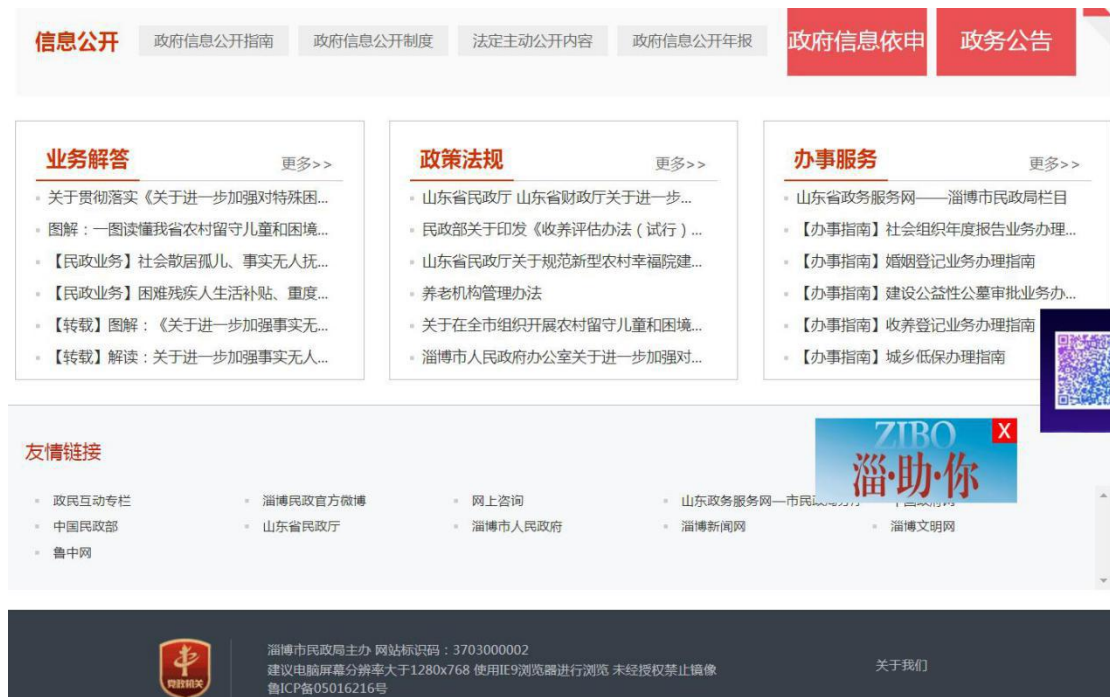 信息公开
政府信息公开指南
政府信息公开制度
法定主动公开内容
政府信息公开年报
政府信息依申
政务公告
业务解答
更多>>
关于贯彻落实《关于进一步加强对特殊困...
图解：一图读懂我省农村留守儿童和困境...
【民政业务】社会散居孤儿、事实无人抚...
【民政业务】困难残疾人生活补贴、重度...
【转载】图解：《关于进一步加强事实无...
【转载】解读：关于进一步加强事实无人...
政策法规
更多>>
山东省民政厅 山东省财政厅关于进一步...
民政部关于印发《收养评估办法（试行）...
山东省民政厅关于规范新型农村幸福院建...
养老机构管理办法
关于在全市组织开展农村留守儿童和困境...
淄博市人民政府办公室关于进一步加强对...
办事服务
更多>>
山东省政务服务网——淄博市民政局栏目
【办事指南】社会组织年度报告业务办理...
【办事指南】婚姻登记业务办理指南
【办事指南】建设公益性公墓审批业务办...
【办事指南】收养登记业务办理指南
【办事指南】城乡低保办理指南
ZIBO
X
淄·助·你
友情链接
政民互动专栏
淄博民政官方微博
网上咨询
山东政务服务网—市民政
中国民政部
山东省民政厅
淄博市人民政府
淄博新闻网
淄博文明网
鲁中网
党政机关
淄博市民政局主办 网站标识码：3703000002
建议电脑屏幕分辨率大于1280x768 使用IE9浏览器进行浏览 未经授权禁止镜像
鲁ICP备05016216号
关于我们